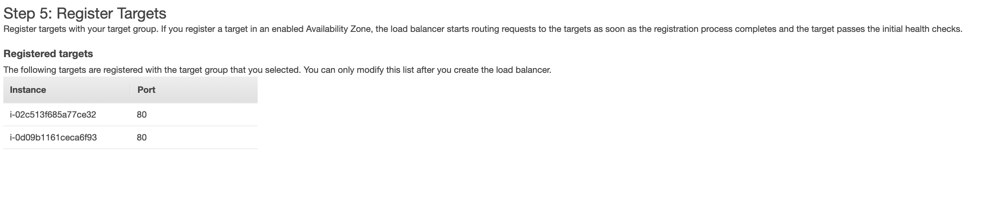 Step 5: Register Targets
Register targets with your target group. If you register a target in an enabled Availability Zone, the load balancer starts routing requests to the targets as soon as the registration process completes and the target passes the initial health checks.
Registered targets
The following targets are registered with the target group that you selected. You can only modify this list after you create the load balancer.
Instance Port
i-02c513f685a77ce32 80
i-0d09b1161ceca6f93 80